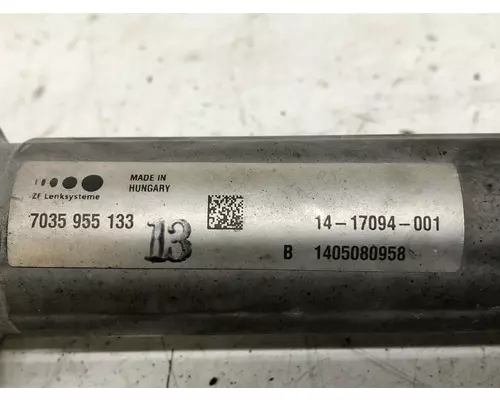 ZF Lenksysteme
MADE IN
HUNGARY
7035 955 133
13
14-17094-001
B 1405080958